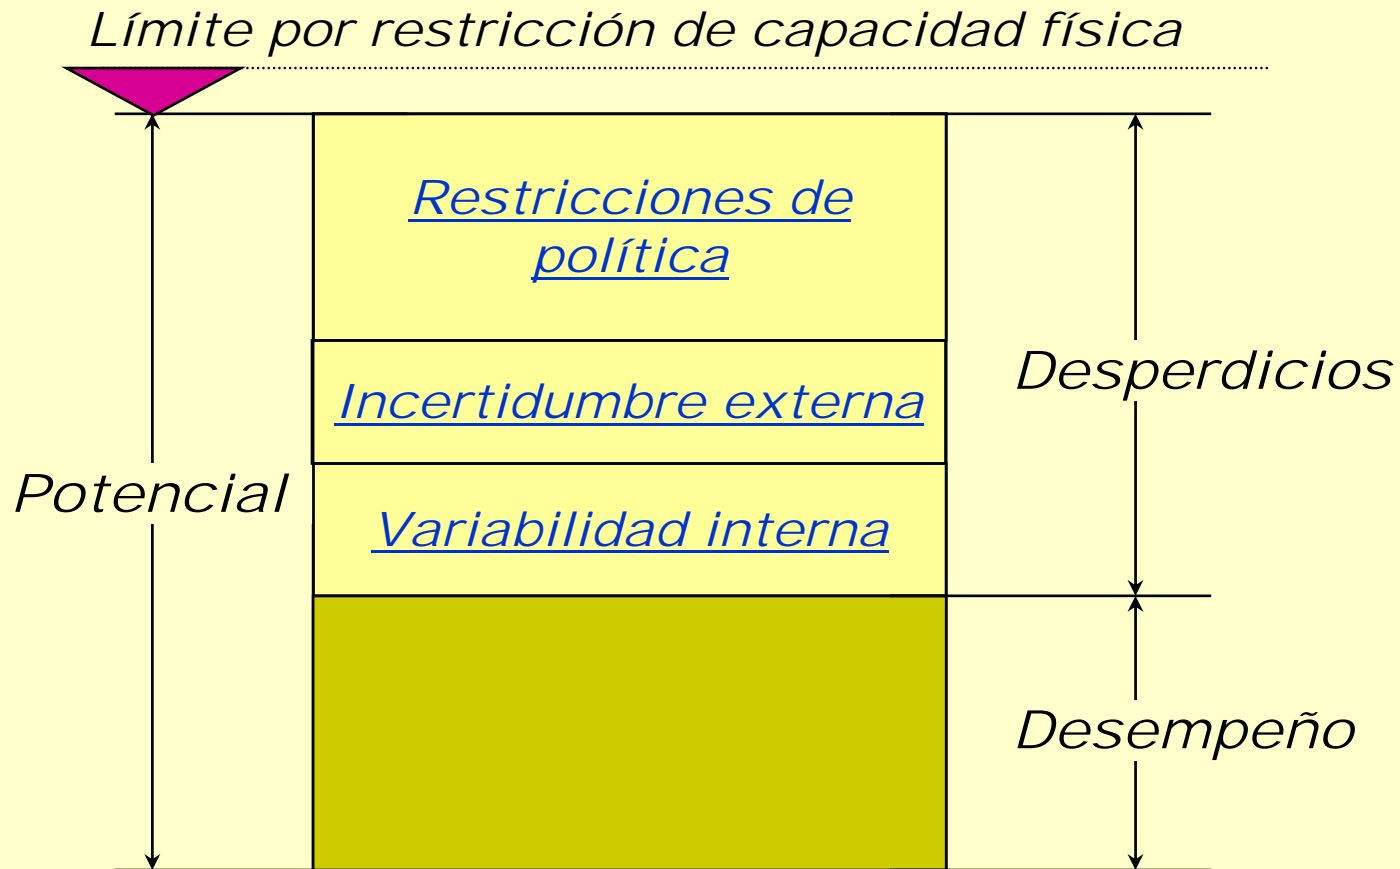 Límite por restricción de capacidad física
Restricciones de
política
Incertidumbre externa
Desperdicios
Potencial
Variabilidad interna
Desempeño